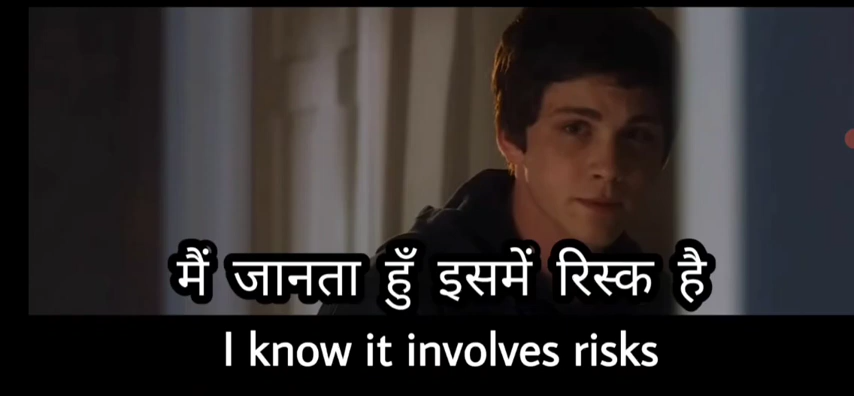 मैं जानता हुँ इसमें रिस्क है
I know it involves risks